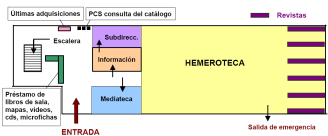 Últimas adquisiciones
PCS consulta del catálogo
Revistas
Escalera
Subdirecc.
Información
HEMEROTECA
Préstamo de
libros de sala,
mapas, videos,
cds, microfichas
Mediateca
ENTRADA
Salida de emergencia